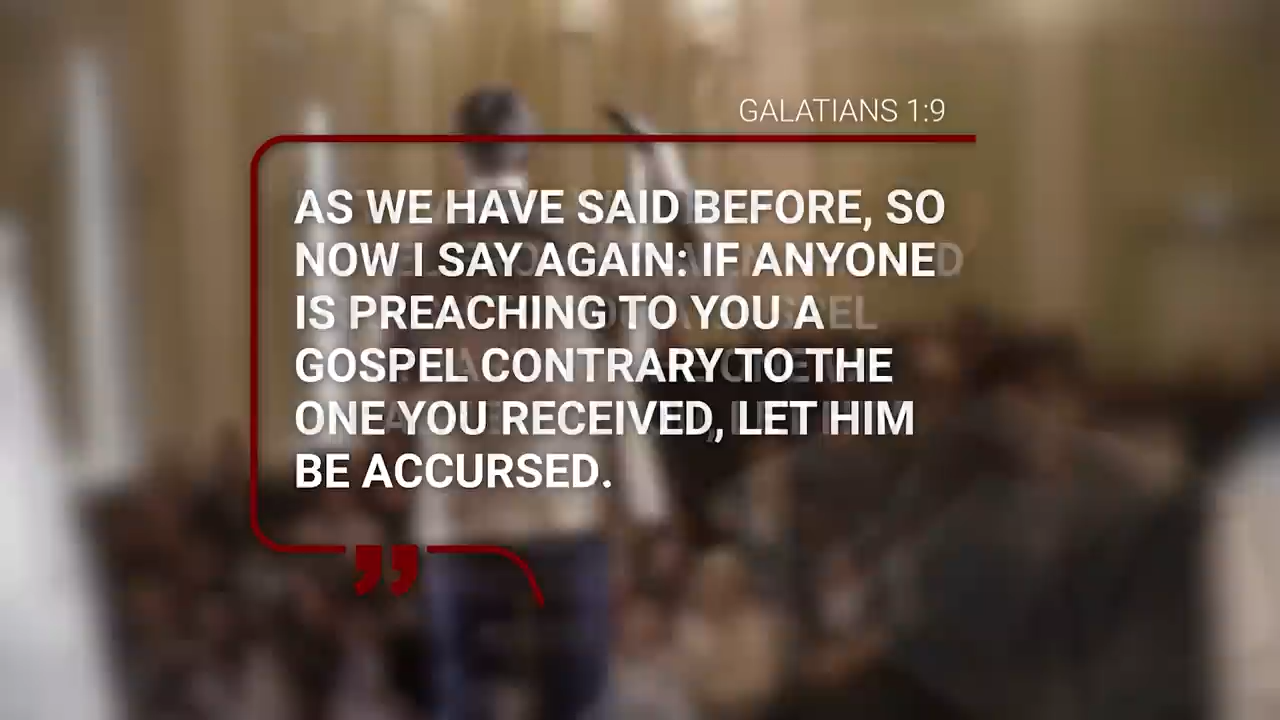 GALATIANS 1:9
AS WE HAVE SAID BEFORE, SO
NOW I SAY AGAIN: IF ANYONE
IS PREACHING TO YOU A
GOSPEL CONTRARY TO THE
ONE YOU RECEIVED, LET HIM
BE ACCURSED.